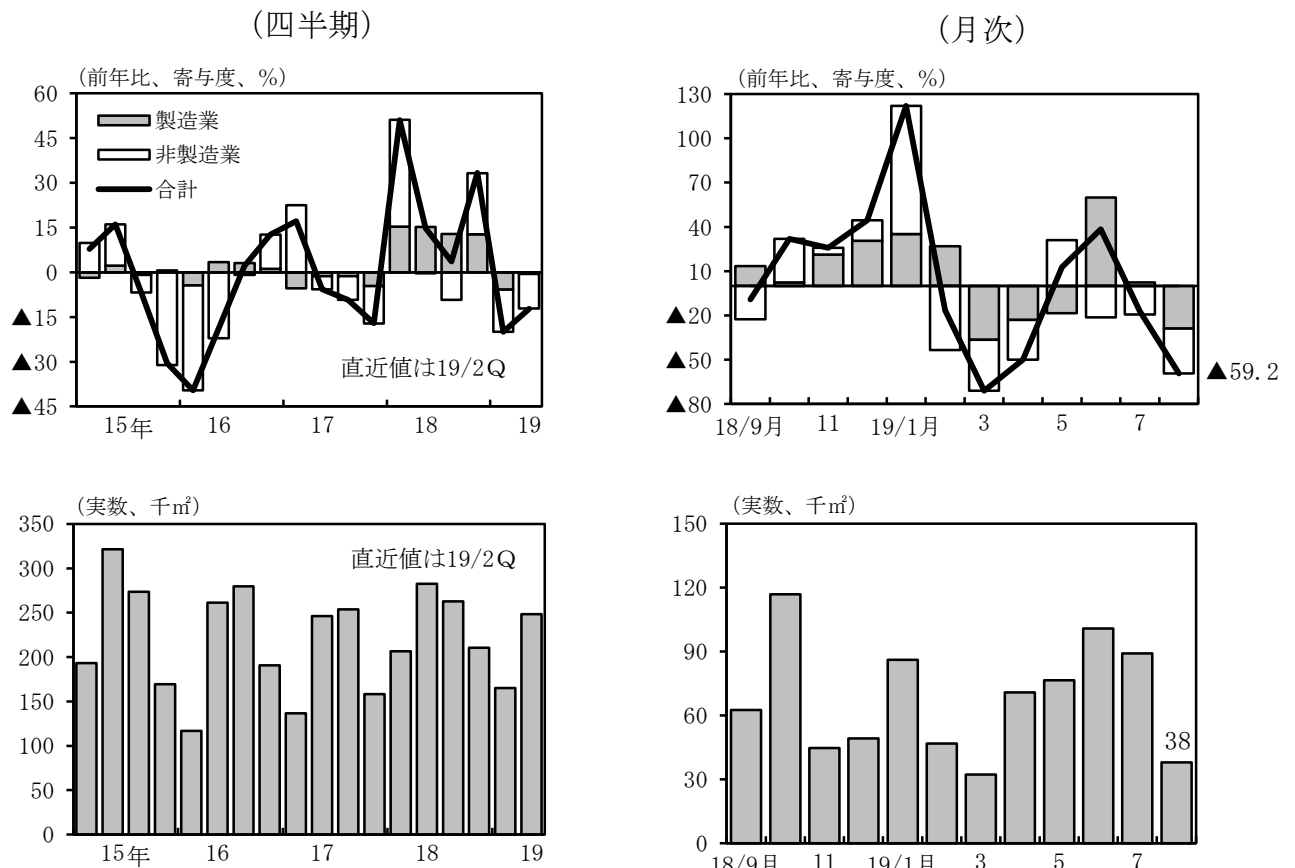 (四半期)
(前年比、寄与度、%)
60
45
30
15
0
▲15
▲30
▲45
製造業
非製造業
合計
直近値は19/2Q
15年 16 17 18 19
(月次)
(前年比、寄与度、%)
130
100
70
40
10
▲20
▲50
▲80
▲59.2
18/9月 11 19/1月 3 5 7
(実数、千㎡)
350
300
250
200
150
100
50
0
直近値は19/2Q
15年 16 17 18 19
(実数、千㎡)
150
120
90
60
30
0
38
18/9月 11 19/1月 3 5 7